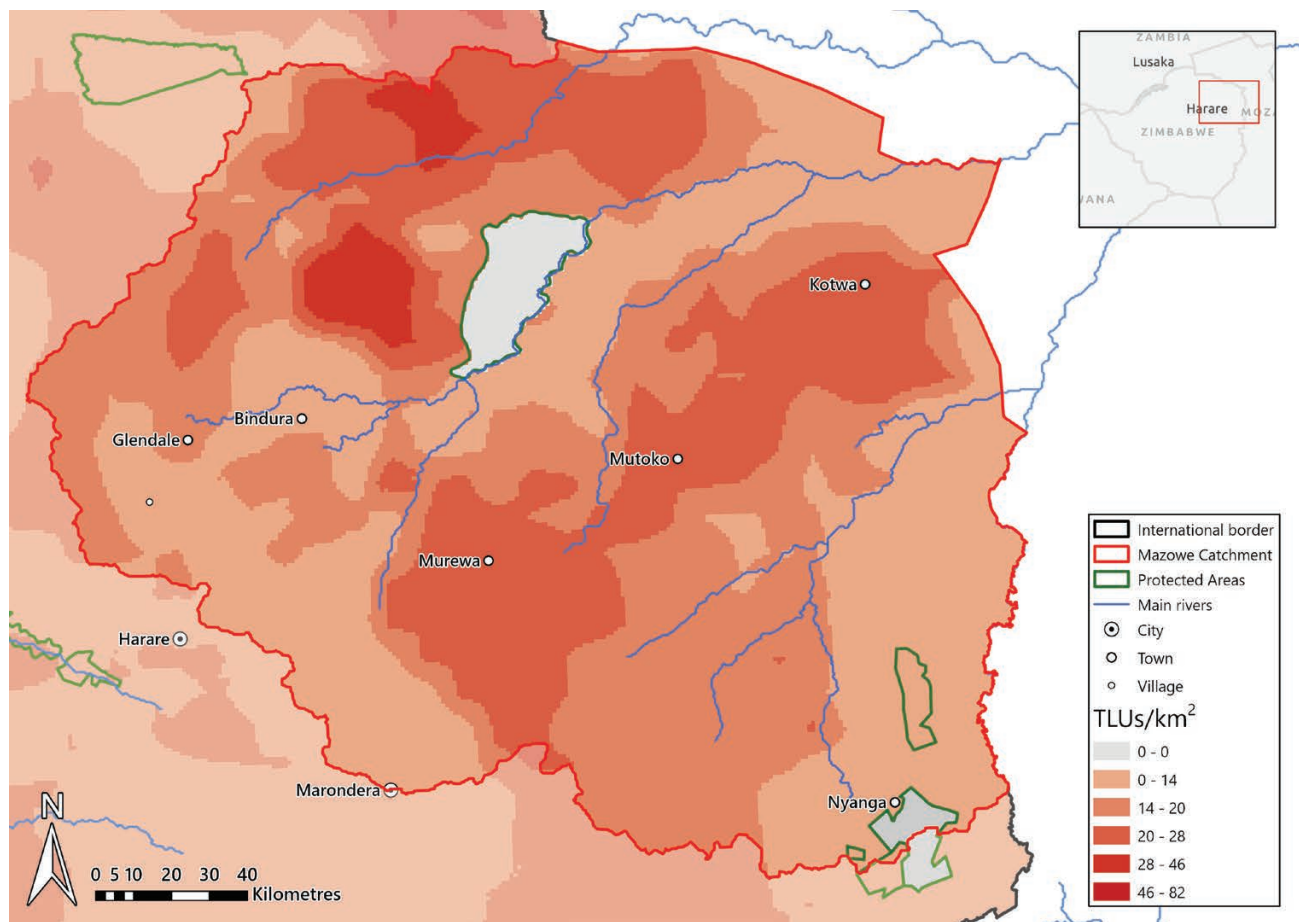 ZAMBIA
Lusaka
Harare
MOZA
ZIMBABWE
WANA
Kotwa
Bindura
Glendale
Mutoko
Murewa
Harare
Marondera
Nyanga
N
0 5 10 20 30 40
Kilometres
International border
Mazowe Catchment
Protected Areas
Main rivers
City
Town
Village
TLUs/km²
0 - 0
0 - 14
14 - 20
20 - 28
28 - 46
46 - 82